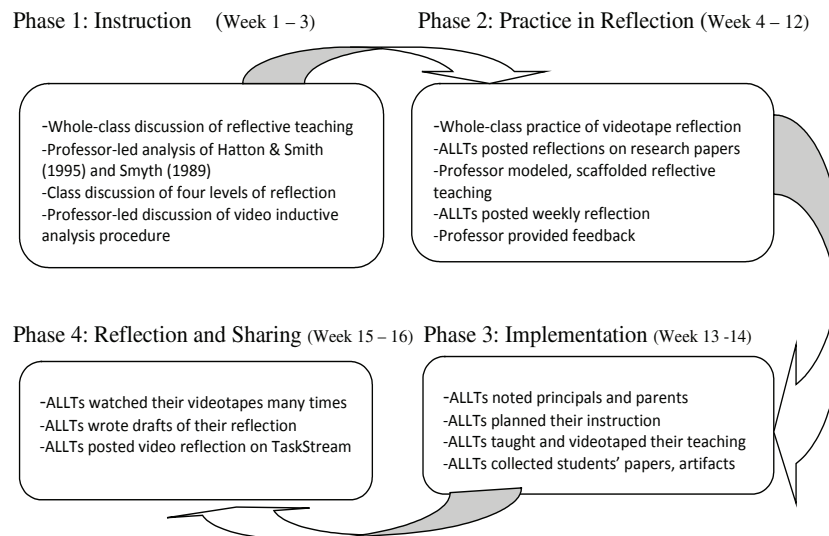 Phase 1: Instruction (Week 1 – 3)
-Whole-class discussion of reflective teaching
-Professor-led analysis of Hatton & Smith
(1995) and Smyth (1989)
-Class discussion of four levels of reflection
-Professor-led discussion of video inductive
analysis procedure
Phase 2: Practice in Reflection (Week 4 – 12)
-Whole-class practice of videotape reflection
-ALLTs posted reflections on research papers
-Professor modeled, scaffolded reflective
teaching
-ALLTs posted weekly reflection
-Professor provided feedback
Phase 4: Reflection and Sharing (Week 15 – 16)
-ALLTs watched their videotapes many times
-ALLTs wrote drafts of their reflection
-ALLTs posted video reflection on TaskStream
Phase 3: Implementation (Week 13 -14)
-ALLTs noted principals and parents
-ALLTs planned their instruction
-ALLTs taught and videotaped their teaching
-ALLTs collected students’ papers, artifacts